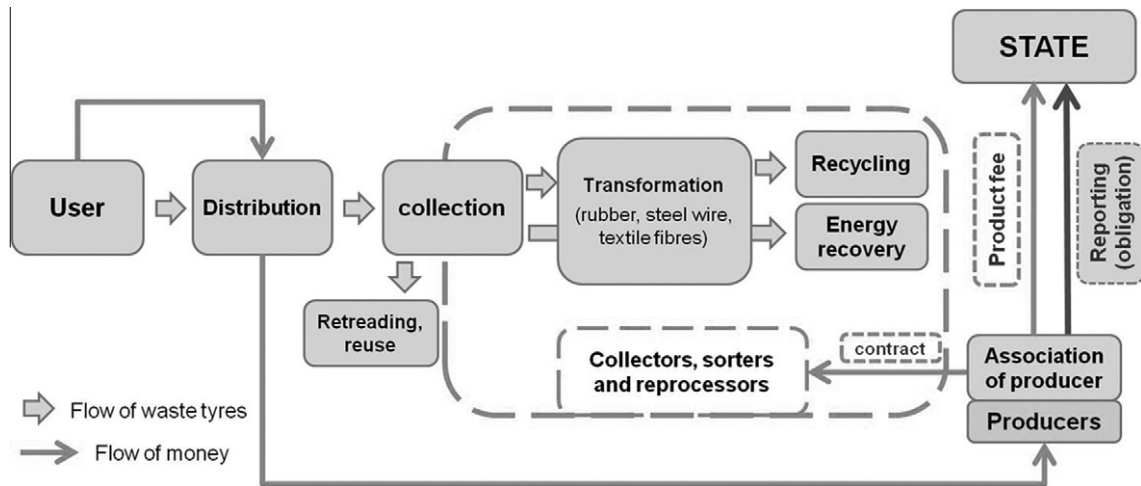 STATE
User
Distribution
collection
Transformation
(rubber, steel wire,
textile fibres)
Recycling
Energy
recovery
Retreading,
reuse
Collectors, sorters
and reprocessors
contract
Product fee
Reporting
(obligation)
Association
of producer
Producers
Flow of waste tyres
Flow of money